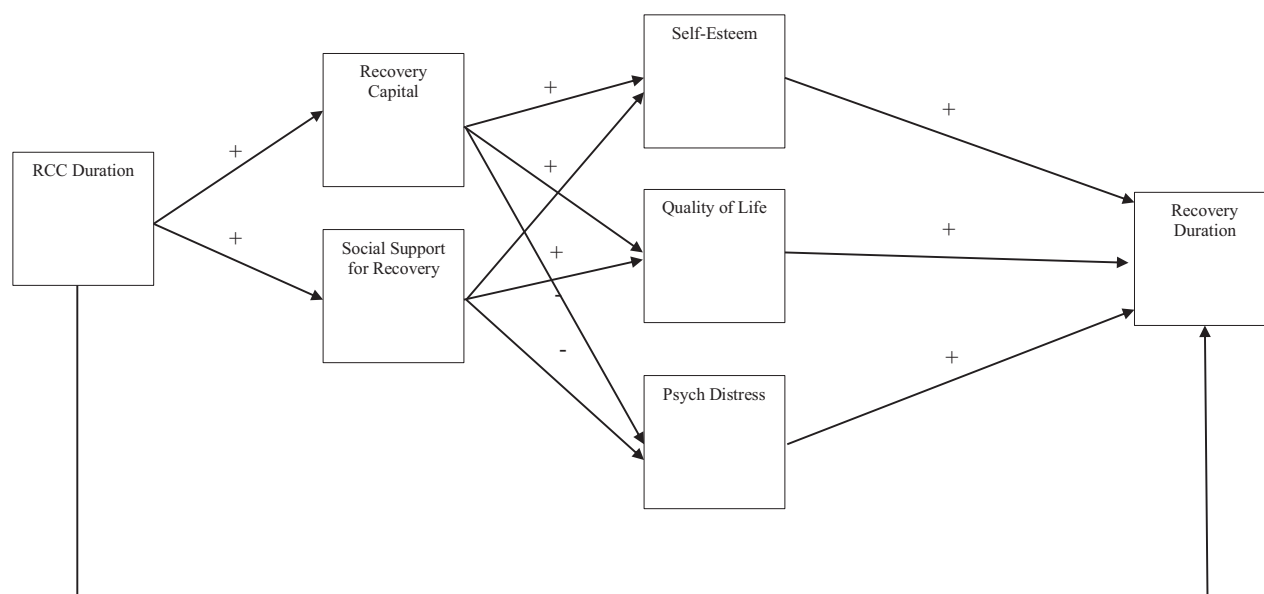 Self-Esteem
Recovery
Capital
+
+
+
RCC Duration
+
Quality of Life
Recovery
Duration
+
+
Social Support
for Recovery
+
-
-
+
Psych Distress